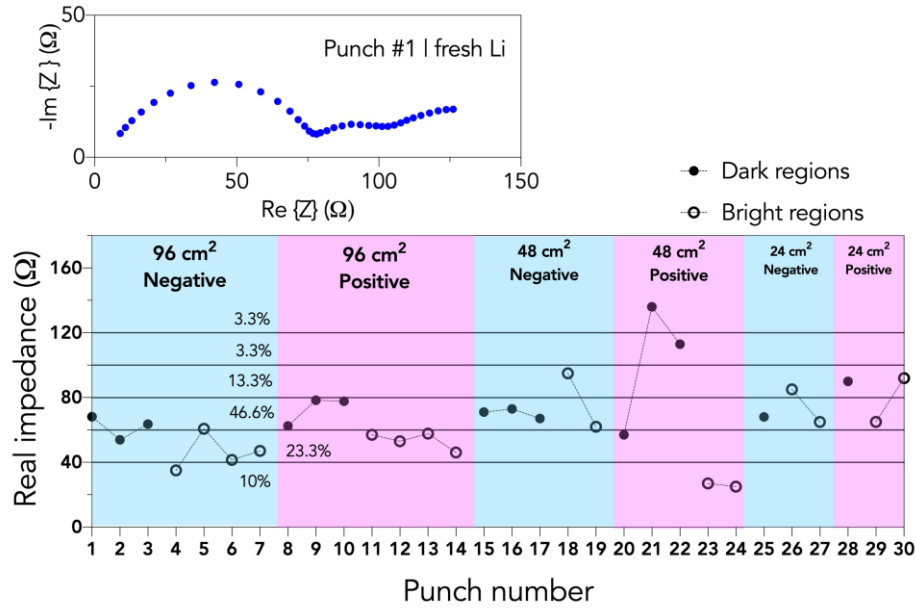 50
0
-Im {Z} (Ω)
Punch #1 | fresh Li
0 50 100 150
Re {Z} (Ω)
Dark regions
Bright regions
Real impedance (Ω)
160
120
80
40
0
96 cm²
Negative
96 cm²
Positive
48 cm²
Negative
48 cm²
Positive
24 cm²
Negative
24 cm²
Positive
3.3%
3.3%
13.3%
46.6%
23.3%
10%
1 2 3 4 5 6 7 8 9 10 11 12 13 14 15 16 17 18 19 20 21 22 23 24 25 26 27 28 29 30
Punch number